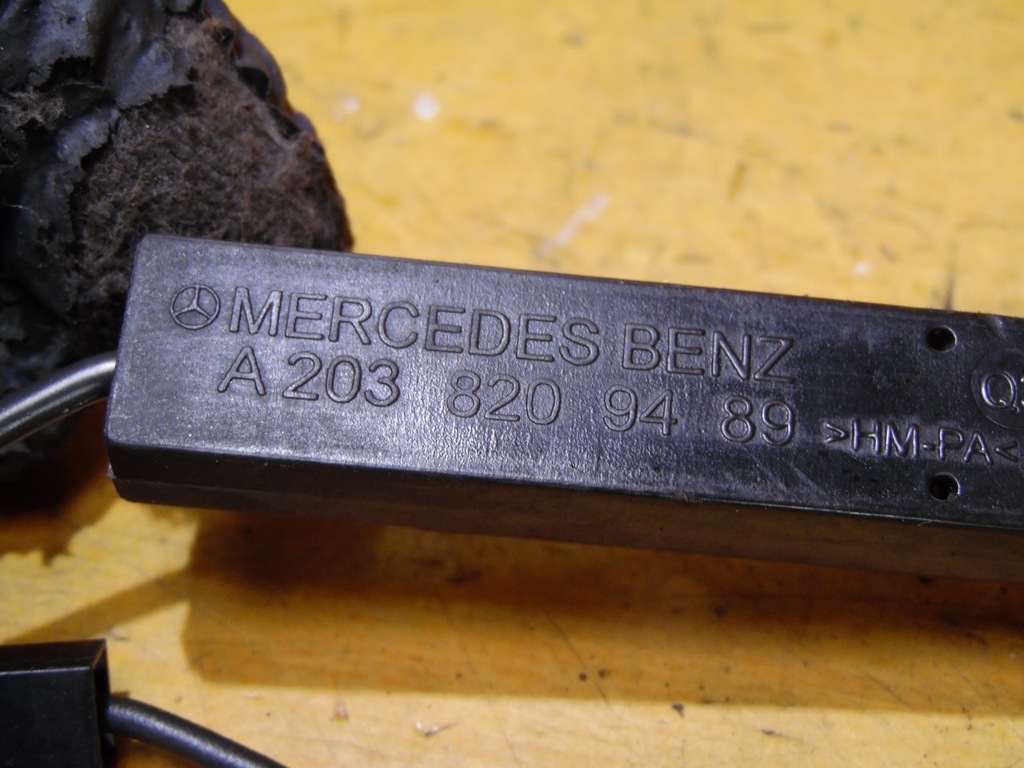 MERCEDES BENZ
A 203 820 94 89
>HM-PA<